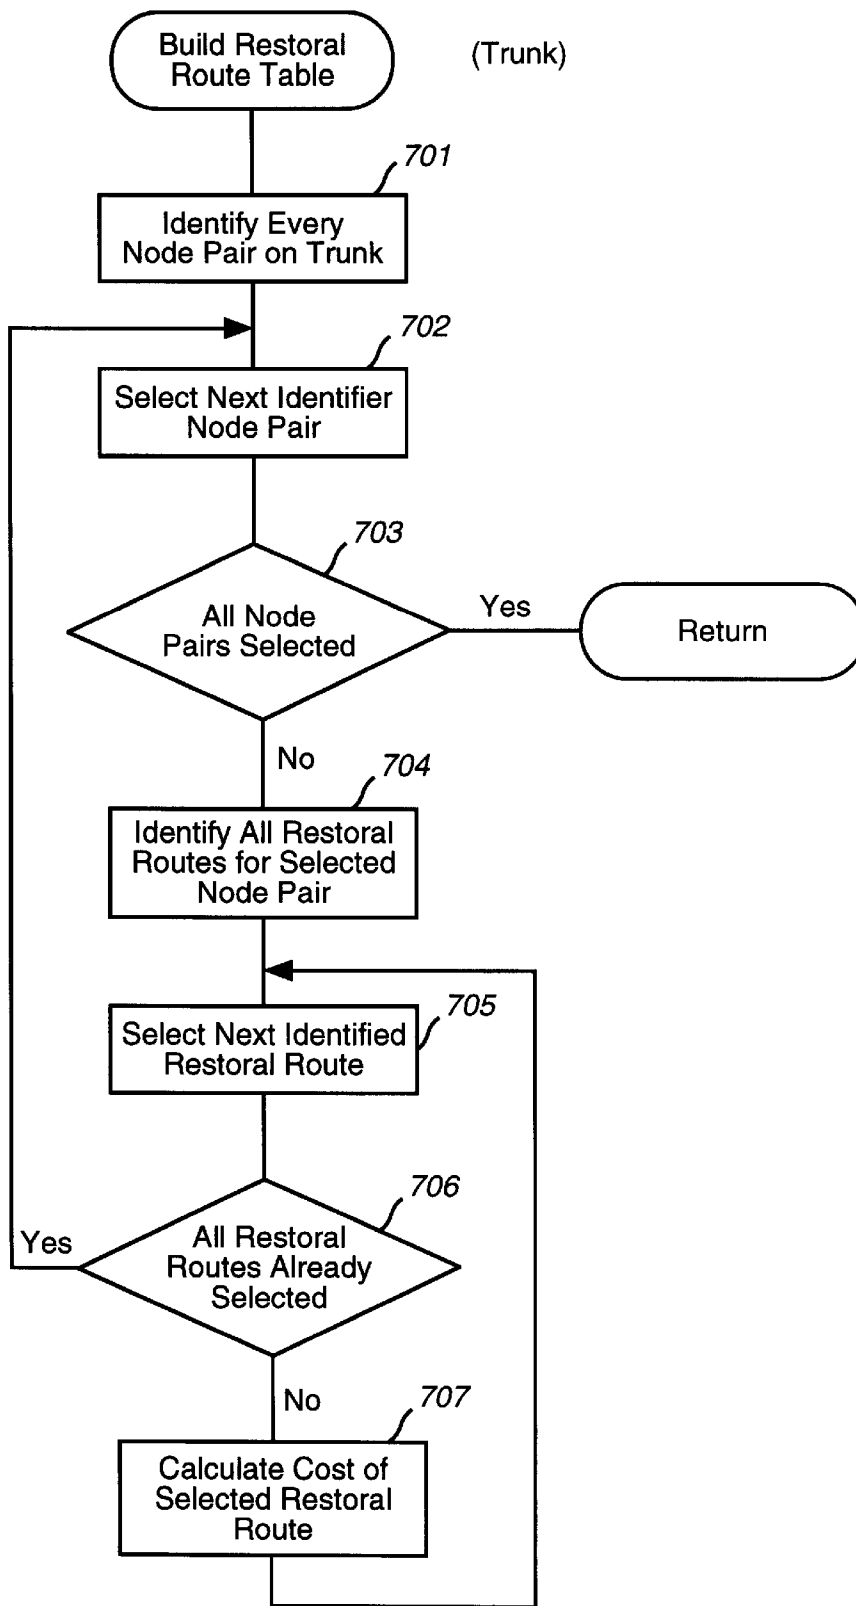 Build Restoral
Route Table
(Trunk)
701
Identify Every
Node Pair on Trunk
702
Select Next Identifier
Node Pair
703
All Node
Pairs Selected
Yes
Return
No
704
Identify All Restoral
Routes for Selected
Node Pair
705
Select Next Identified
Restoral Route
706
All Restoral
Routes Already
Selected
Yes
No
707
Calculate Cost of
Selected Restoral
Route